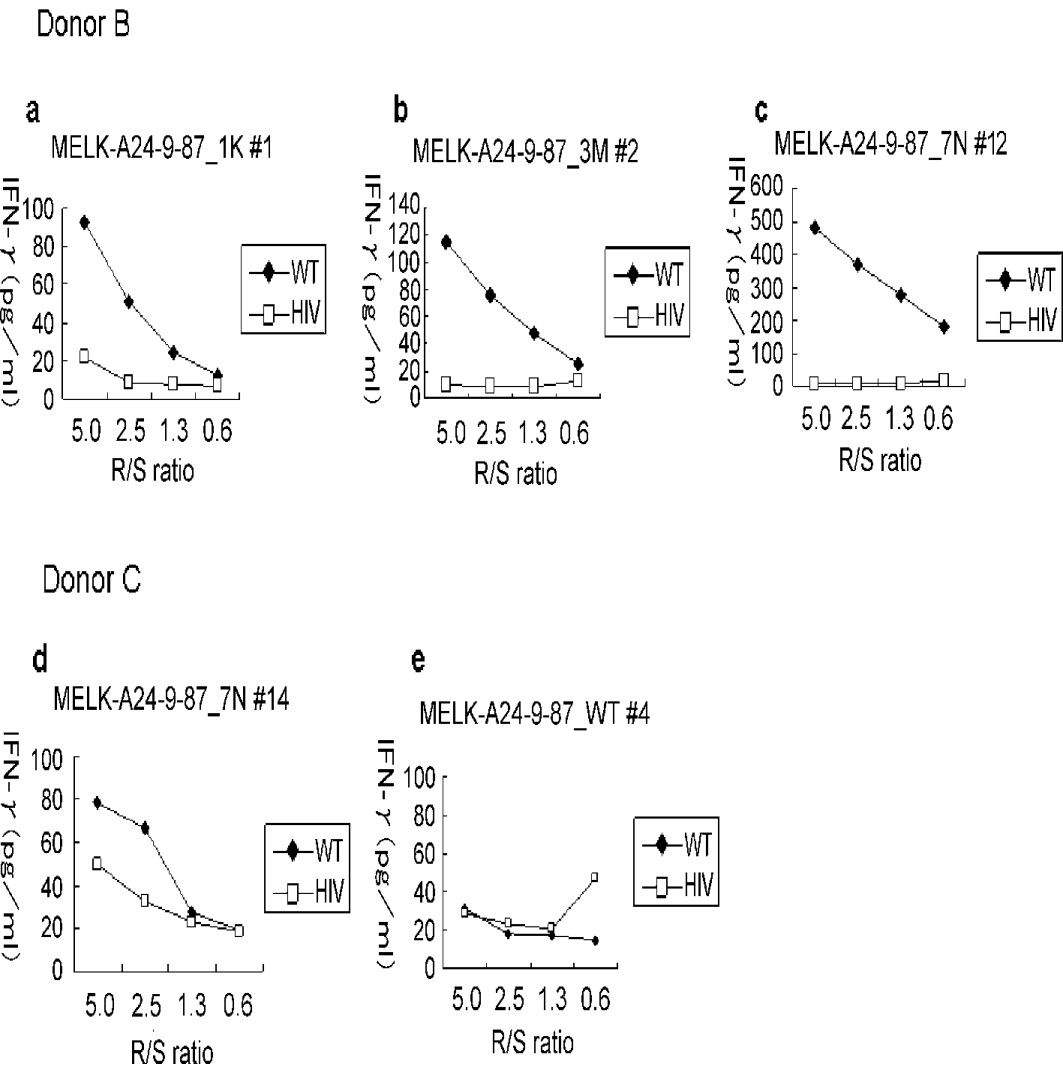 Donor B
a
MELK-A24-9-87_1K #1
IFN-γ (pg/ml)
100
80
60
40
20
0
5.0 2.5 1.3 0.6
R/S ratio
WT
HIV
b
MELK-A24-9-87_3M #2
IFN-γ (pg/ml)
140
120
100
80
60
40
20
0
5.0 2.5 1.3 0.6
R/S ratio
WT
HIV
c
MELK-A24-9-87_7N #12
IFN-γ (pg/ml)
600
500
400
300
200
100
0
5.0 2.5 1.3 0.6
R/S ratio
WT
HIV
Donor C
d
MELK-A24-9-87_7N #14
IFN-γ (pg/ml)
100
80
60
40
20
0
5.0 2.5 1.3 0.6
R/S ratio
WT
HIV
e
MELK-A24-9-87_WT #4
IFN-γ (pg/ml)
100
80
60
40
20
0
5.0 2.5 1.3 0.6
R/S ratio
WT
HIV